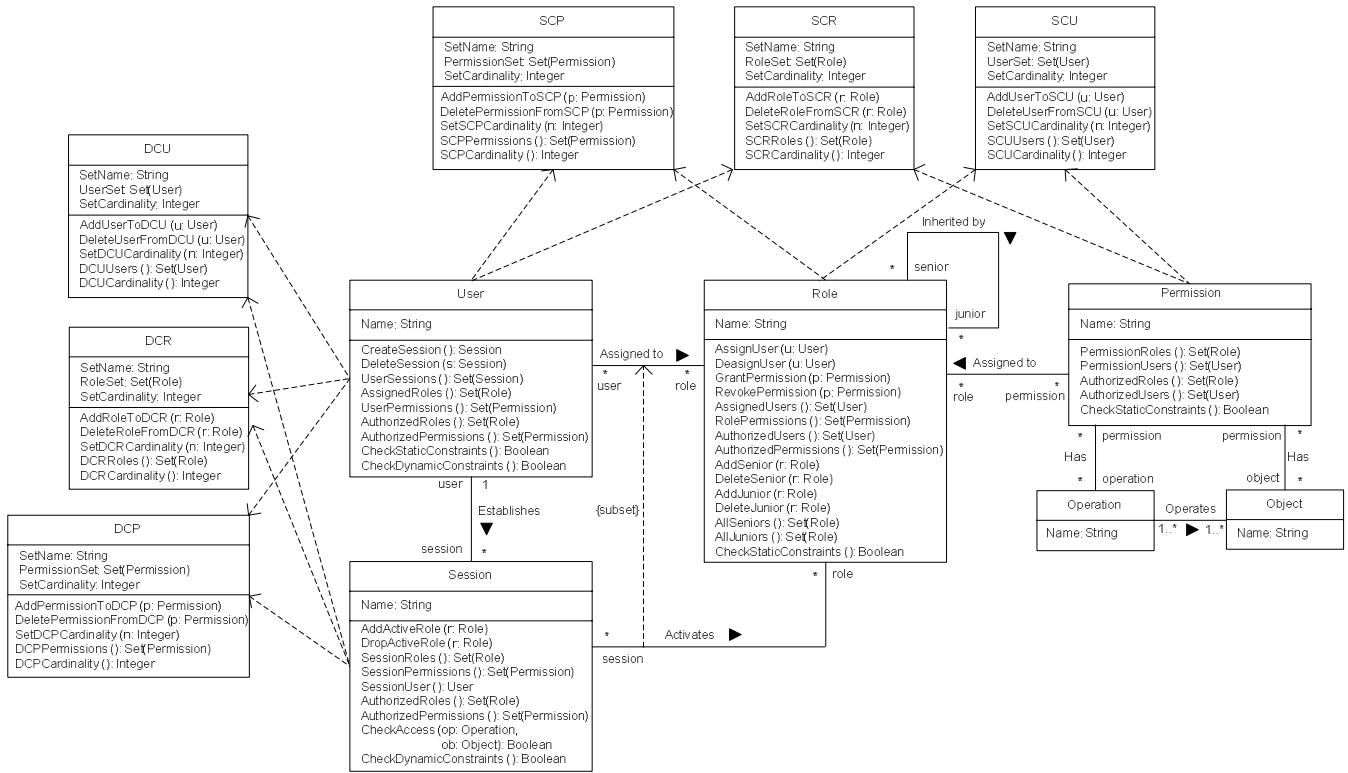 SCP
SetName: String
PermissionSet: Set(Permission)
SetCardinality: Integer
AddPermissionToSCP (p: Permission)
DeletePermissionFromSCP (p: Permission)
SetSCPCardinality (n: Integer)
SCPPermissions (): Set(Permission)
SCPCardinality (): Integer
SCR
SetName: String
RoleSet: Set(Role)
SetCardinality: Integer
AddRoleToSCR (r: Role)
DeleteRoleFromSCR (r: Role)
SetSCRCardinality (n: Integer)
SCRRoles (): Set(Role)
SCRCardinality (): Integer
SCU
SetName: String
UserSet: Set(User)
SetCardinality: Integer
AddUserToSCU (u: User)
DeleteUserFromSCU (u: User)
SetSCUCardinality (n: Integer)
SCUUsers (): Set(User)
SCUCardinality (): Integer
DCU
SetName: String
UserSet: Set(User)
SetCardinality: Integer
AddUserToDCU (u: User)
DeleteUserFromDCU (u: User)
SetDCUCardinality (n: Integer)
DCUUsers (): Set(User)
DCUCardinality (): Integer
DCR
SetName: String
RoleSet: Set(Role)
SetCardinality: Integer
AddRoleToDCR (r: Role)
DeleteRoleFromDCR (r: Role)
SetDCRCardinality (n: Integer)
DCRRoles (): Set(Role)
DCRCardinality (): Integer
DCP
SetName: String
PermissionSet: Set(Permission)
SetCardinality: Integer
AddPermissionToDCP (p: Permission)
DeletePermissionFromDCP (p: Permission)
SetDCPCardinality (n: Integer)
DCPPermissions (): Set(Permission)
DCPCardinality (): Integer
User
Name: String
CreateSession (): Session
DeleteSession (s: Session)
UserSessions (): Set(Session)
AssignedRoles (): Set(Role)
UserPermissions (): Set(Permission)
AuthorizedRoles (): Set(Role)
AuthorizedPermissions (): Set(Permission)
CheckStaticConstraints (): Boolean
CheckDynamicConstraints (): Boolean
user 1
Establishes
session *
Session
Name: String
AddActiveRole (r: Role)
DropActiveRole (r: Role)
SessionRoles (): Set(Role)
SessionPermissions (): Set(Permission)
SessionUser (): User
AuthorizedRoles (): Set(Role)
AuthorizedPermissions (): Set(Permission)
CheckAccess (op: Operation,
ob: Object): Boolean
CheckDynamicConstraints (): Boolean
Assigned to
* *
user role
{subset}
* Activates
session
* role
Inherited by
* senior
junior
*
Role
Name: String
AssignUser (u: User)
DeasignUser (u: User)
GrantPermission (p: Permission)
RevokePermission (p: Permission)
AssignedUsers (): Set(User)
RolePermissions (): Set(Permission)
AuthorizedUsers (): Set(User)
AuthorizedPermissions (): Set(Permission)
AddSenior (r: Role)
DeleteSenior (r: Role)
AddJunior (r: Role)
DeleteJunior (r: Role)
AllSeniors (): Set(Role)
AllJuniors (): Set(Role)
CheckStaticConstraints (): Boolean
Assigned to
* *
role permission
Permission
Name: String
PermissionRoles (): Set(Role)
PermissionUsers (): Set(User)
AuthorizedRoles (): Set(Role)
AuthorizedUsers (): Set(User)
CheckStaticConstraints (): Boolean
* permission
Has
* operation
permission *
Has
object *
Operation
Name: String
Operates
1..* 1..*
Object
Name: String